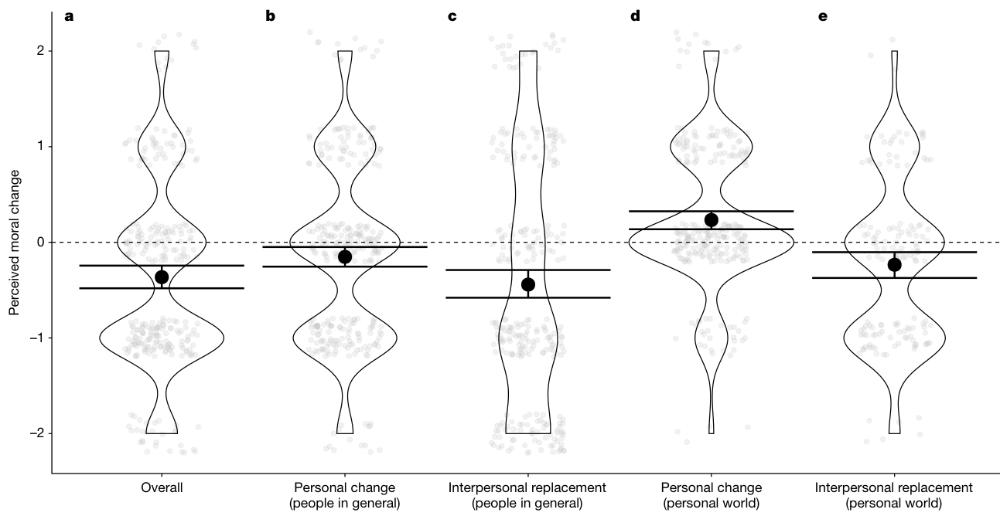 a b c d e
2
1
0
−1
−2
Perceived moral change
Overall
Personal change
(people in general)
Interpersonal replacement
(people in general)
Personal change
(personal world)
Interpersonal replacement
(personal world)